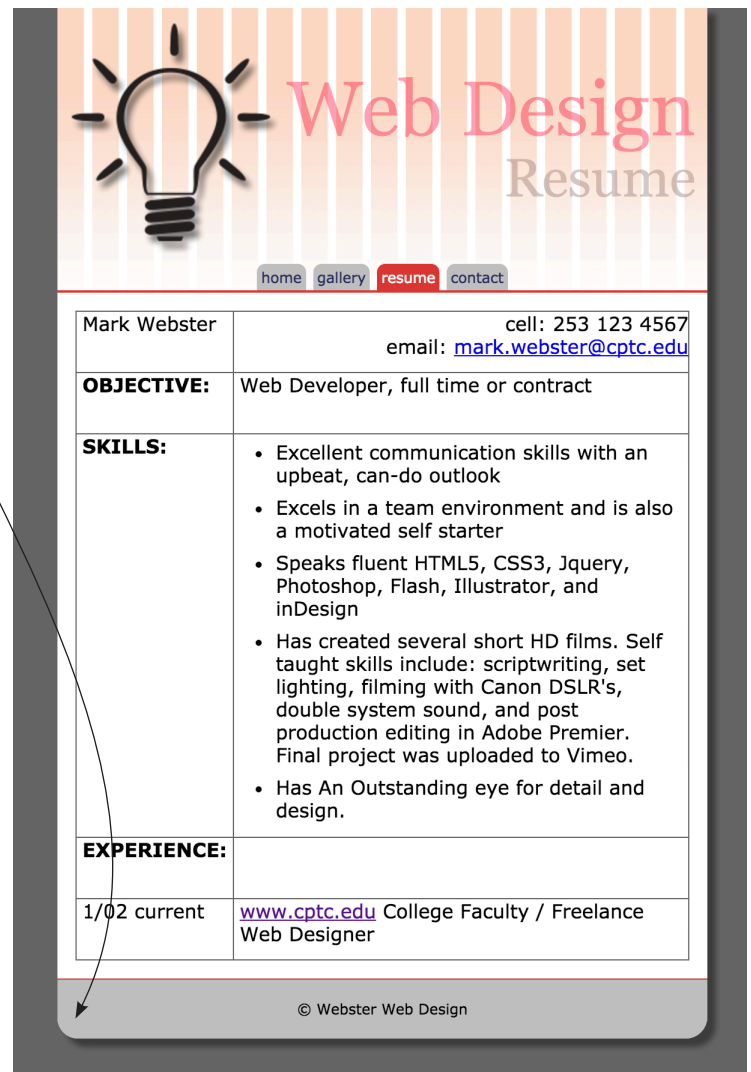 Web Design
Resume
home gallery resume contact
Mark Webster
cell: 253 123 4567
email: mark.webster@cptc.edu
OBJECTIVE:
Web Developer, full time or contract
SKILLS:
• Excellent communication skills with an
upbeat, can-do outlook
• Excels in a team environment and is also
a motivated self starter
• Speaks fluent HTML5, CSS3, Jquery,
Photoshop, Flash, Illustrator, and
inDesign
• Has created several short HD films. Self
taught skills include: scriptwriting, set
lighting, filming with Canon DSLR's,
double system sound, and post
production editing in Adobe Premier.
Final project was uploaded to Vimeo.
• Has An Outstanding eye for detail and
design.
EXPERIENCE:
1/02 current
www.cptc.edu College Faculty / Freelance
Web Designer
© Webster Web Design